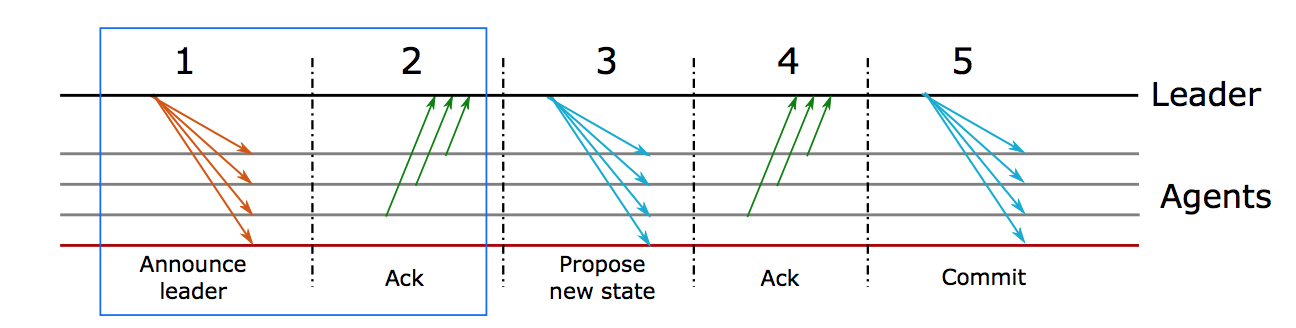 1
2
3
4
5
Leader
Agents
Announce
leader
Ack
Propose
new state
Ack
Commit